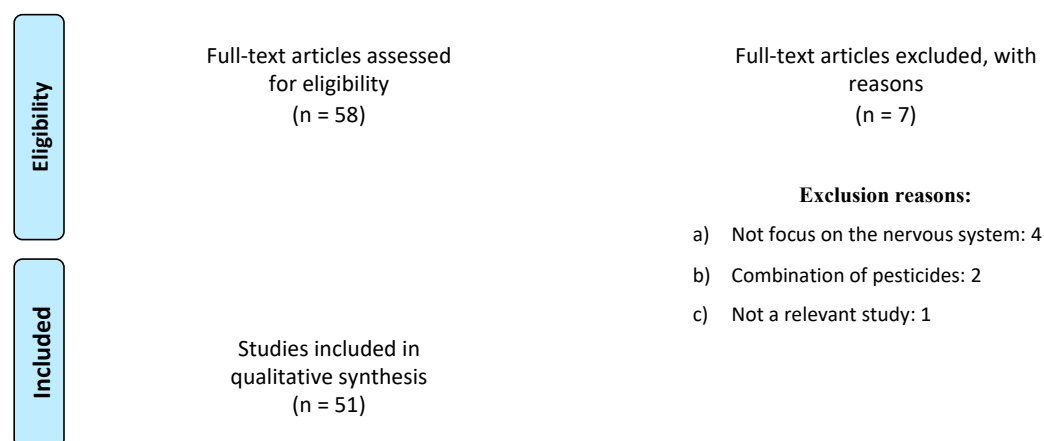 Eligibility
Full-text articles assessed
for eligibility
(n = 58)
Full-text articles excluded, with
reasons
(n = 7)
Exclusion reasons:
a) Not focus on the nervous system: 4
b) Combination of pesticides: 2
c) Not a relevant study: 1
Included
Studies included in
qualitative synthesis
(n = 51)